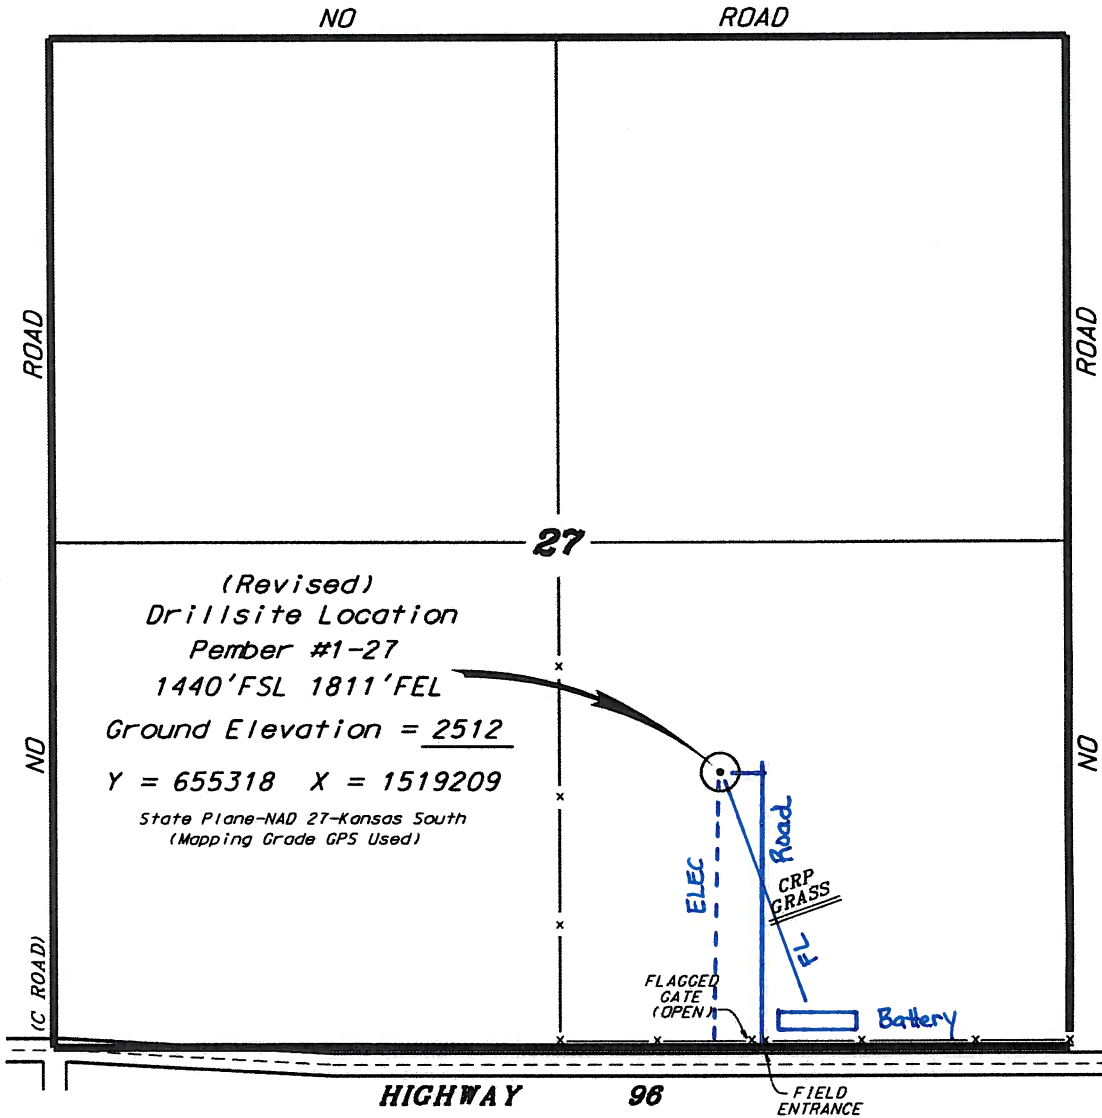 NO ROAD
ROAD
ROAD
27
(Revised)
Drillsite Location
Pember #1-27
1440'FSL 1811'FEL
Ground Elevation = 2512
Y = 655318 X = 1519209
State Plane-NAD 27-Kansas South
(Mapping Grade GPS Used)
NO
NO
Road
ELEC
CRP
GRASS
FL
(C ROAD)
FLAGGED
GATE
(OPEN)
Battery
HIGHWAY 96
FIELD
ENTRANCE